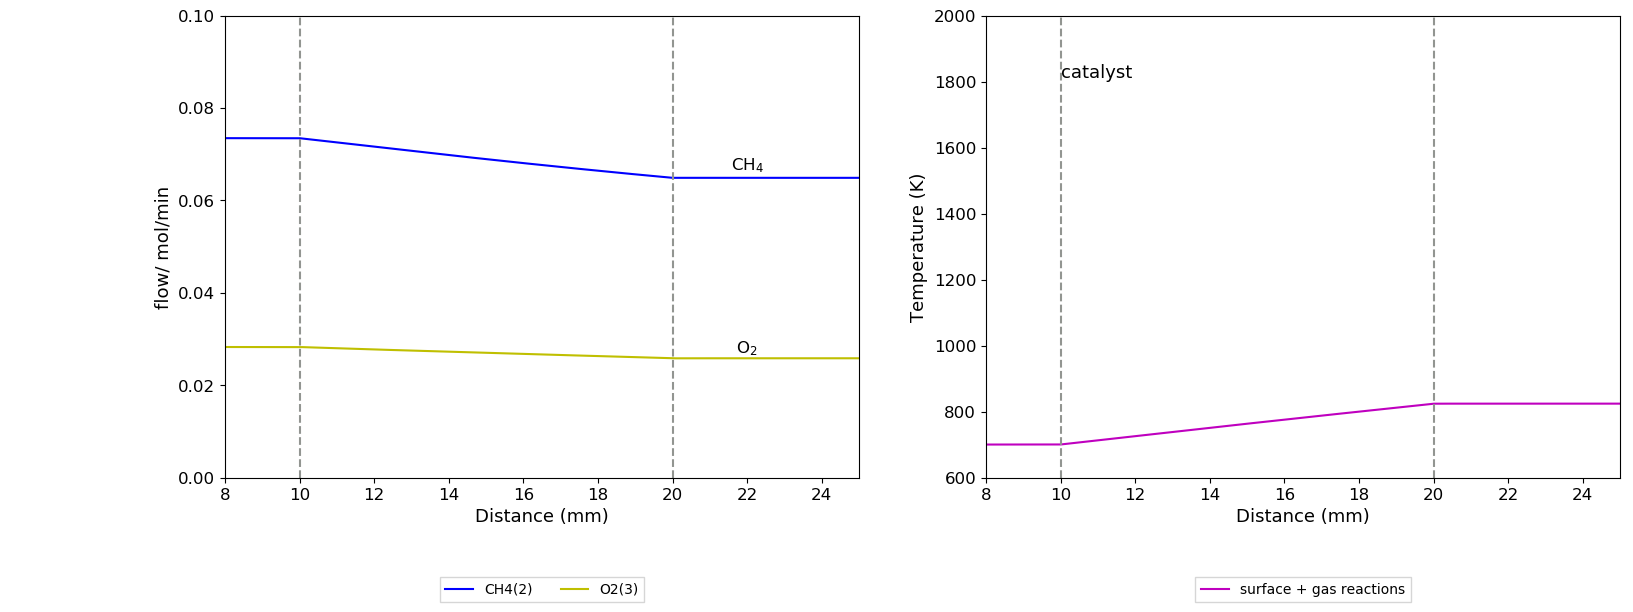 0.10
0.08
0.06
0.04
0.02
0.00
flow/ mol/min
CH₄
O₂
8 10 12 14 16 18 20 22 24
Distance (mm)
CH4(2) O2(3)
2000
1800
1600
1400
1200
1000
800
600
Temperature (K)
catalyst
8 10 12 14 16 18 20 22 24
Distance (mm)
surface + gas reactions